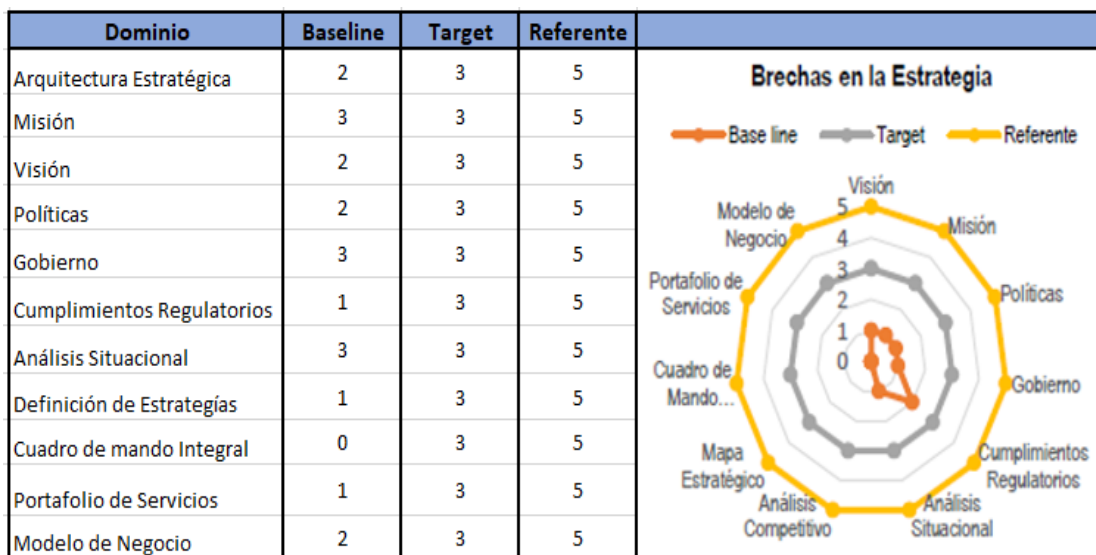 Dominio Baseline Target Referente
Arquitectura Estratégica 2 3 5
Misión 3 3 5
Visión 2 3 5
Políticas 2 3 5
Gobierno 3 3 5
Cumplimientos Regulatorios 1 3 5
Análisis Situacional 3 3 5
Definición de Estrategías 1 3 5
Cuadro de mando Integral 0 3 5
Portafolio de Servicios 1 3 5
Modelo de Negocio 2 3 5
Brechas en la Estrategia
Base line Target Referente
Visión
Misión
Políticas
Gobierno
Cumplimientos
Regulatorios
Análisis
Situacional
Análisis
Competitivo
Mapa
Estratégico
Cuadro de
Mando...
Portafolio de
Servicios
Modelo de
Negocio
5
4
3
2
1
0